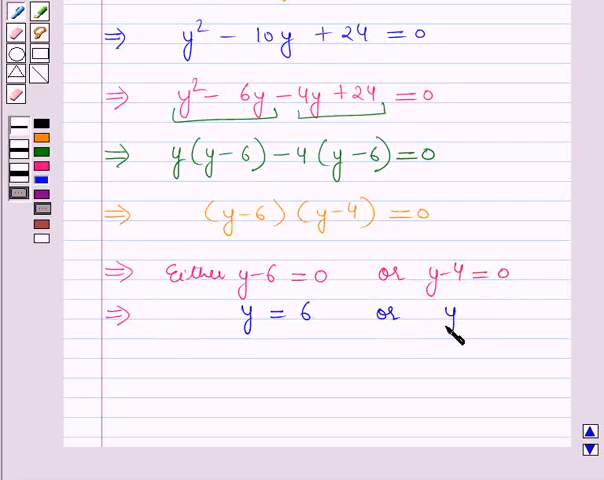 ⇒ y² - 10y + 24 = 0
⇒ y² - 6y - 4y + 24 = 0
⇒ y(y-6) - 4(y-6) = 0
⇒ (y-6)(y-4) = 0
⇒ Either y-6 = 0 or y-4 = 0
⇒ y = 6 or y